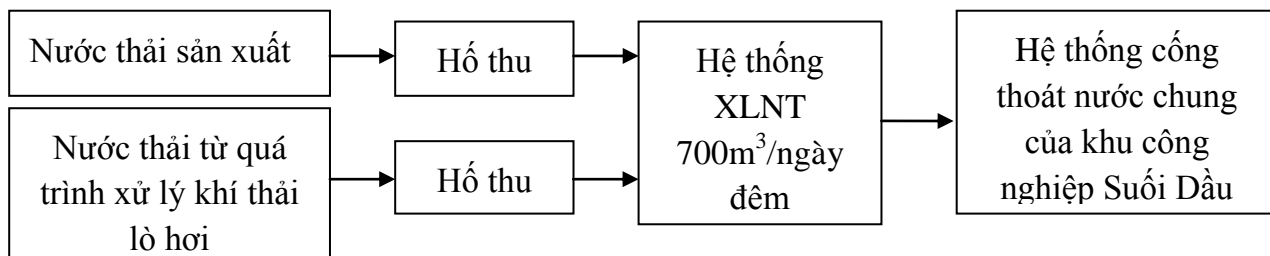 Nước thải sản xuất
Hố thu
Nước thải từ quá
trình xử lý khí thải
lò hơi
Hố thu
Hệ thống
XLNT
700m³/ngày
đêm
Hệ thống cống
thoát nước chung
của khu công
nghiệp Suối Dầu